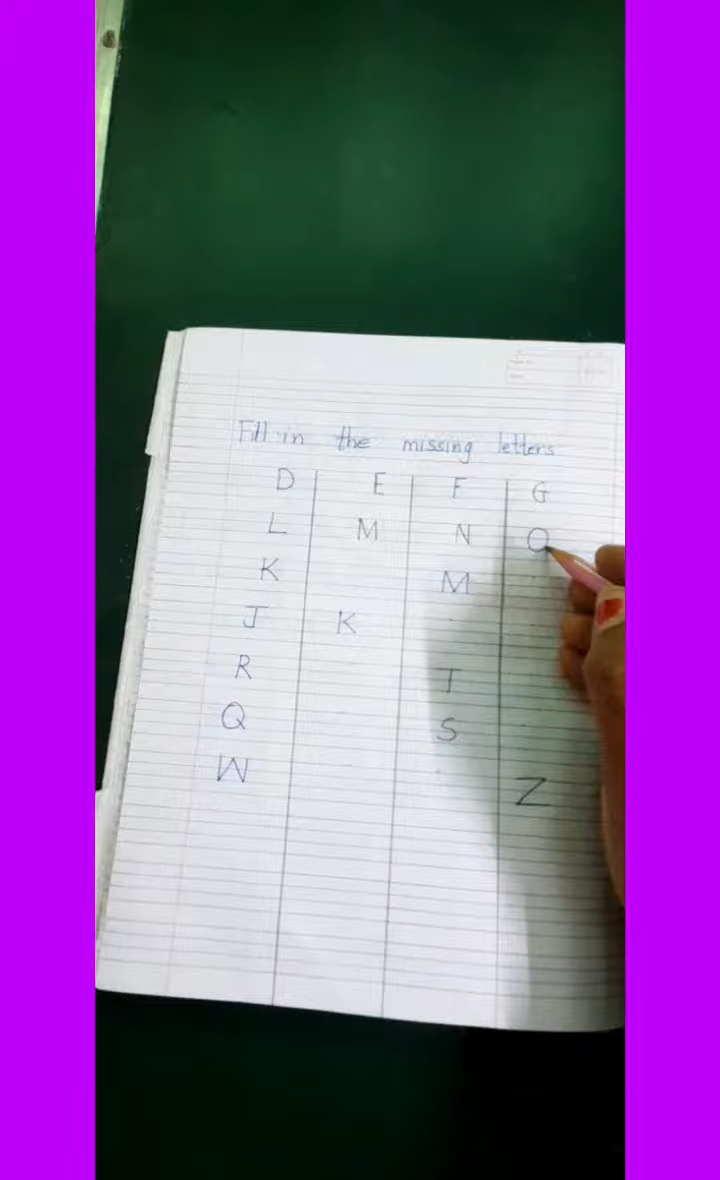 Fill in the missing letters
D E F G
L M N O
K M
J K
R T
Q S
W Z